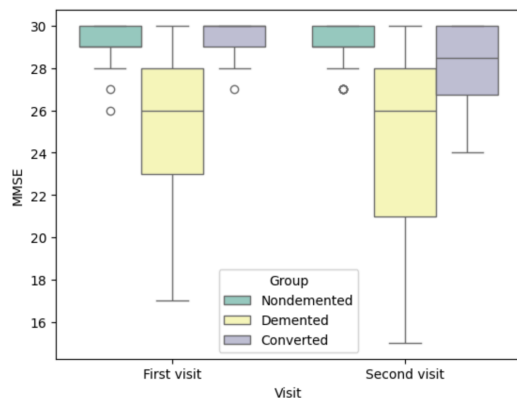 30
28
26
24
22
20
18
16
MMSE
Group
Nondemented
Demented
Converted
First visit
Second visit
Visit